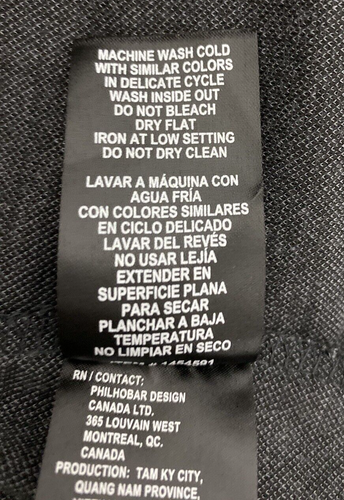 MACHINE WASH COLD
WITH SIMILAR COLORS
IN DELICATE CYCLE
WASH INSIDE OUT
DO NOT BLEACH
DRY FLAT
IRON AT LOW SETTING
DO NOT DRY CLEAN
LAVAR A MÁQUINA CON
AGUA FRÍA
CON COLORES SIMILARES
EN CICLO DELICADO
LAVAR DEL REVÉS
NO USAR LEJÍA
EXTENDER EN
SUPERFICIE PLANA
PARA SECAR
PLANCHAR A BAJA
TEMPERATURA
NO LIMPIAR EN SECO
RN / CONTACT:
PHILHOBAR DESIGN
CANADA LTD.
365 LOUVAIN WEST
MONTREAL, QC.
CANADA
PRODUCTION: TAM KY CITY,
QUANG NAM PROVINCE,